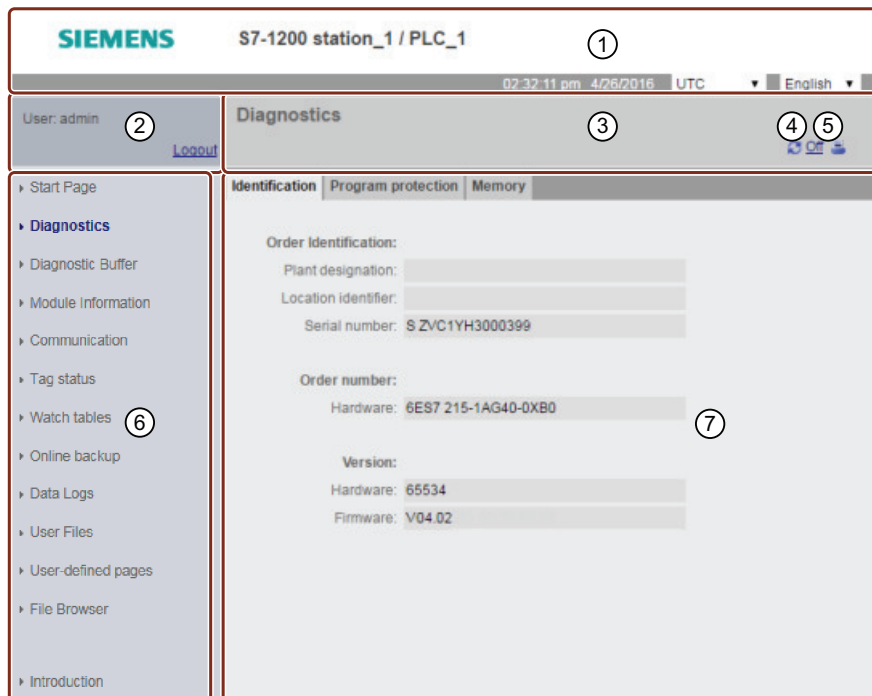 SIEMENS S7-1200 station_1 / PLC_1 1
02:32:11 pm 4/26/2016 UTC English
User: admin 2
Logout
Diagnostics 3 4 5
Off
Start Page
Diagnostics
Diagnostic Buffer
Module Information
Communication
Tag status
Watch tables 6
Online backup
Data Logs
User Files
User-defined pages
File Browser
Introduction
Identification Program protection Memory
Order Identification:
Plant designation:
Location identifier:
Serial number: S ZVC1YH3000399
Order number:
Hardware: 6ES7 215-1AG40-0XB0 7
Version:
Hardware: 65534
Firmware: V04.02